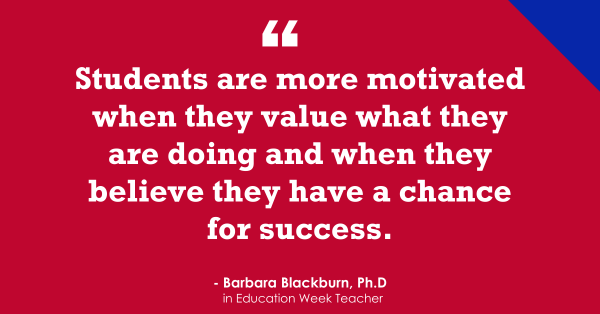 “
Students are more motivated
when they value what they
are doing and when they
believe they have a chance
for success.
- Barbara Blackburn, Ph.D
in Education Week Teacher